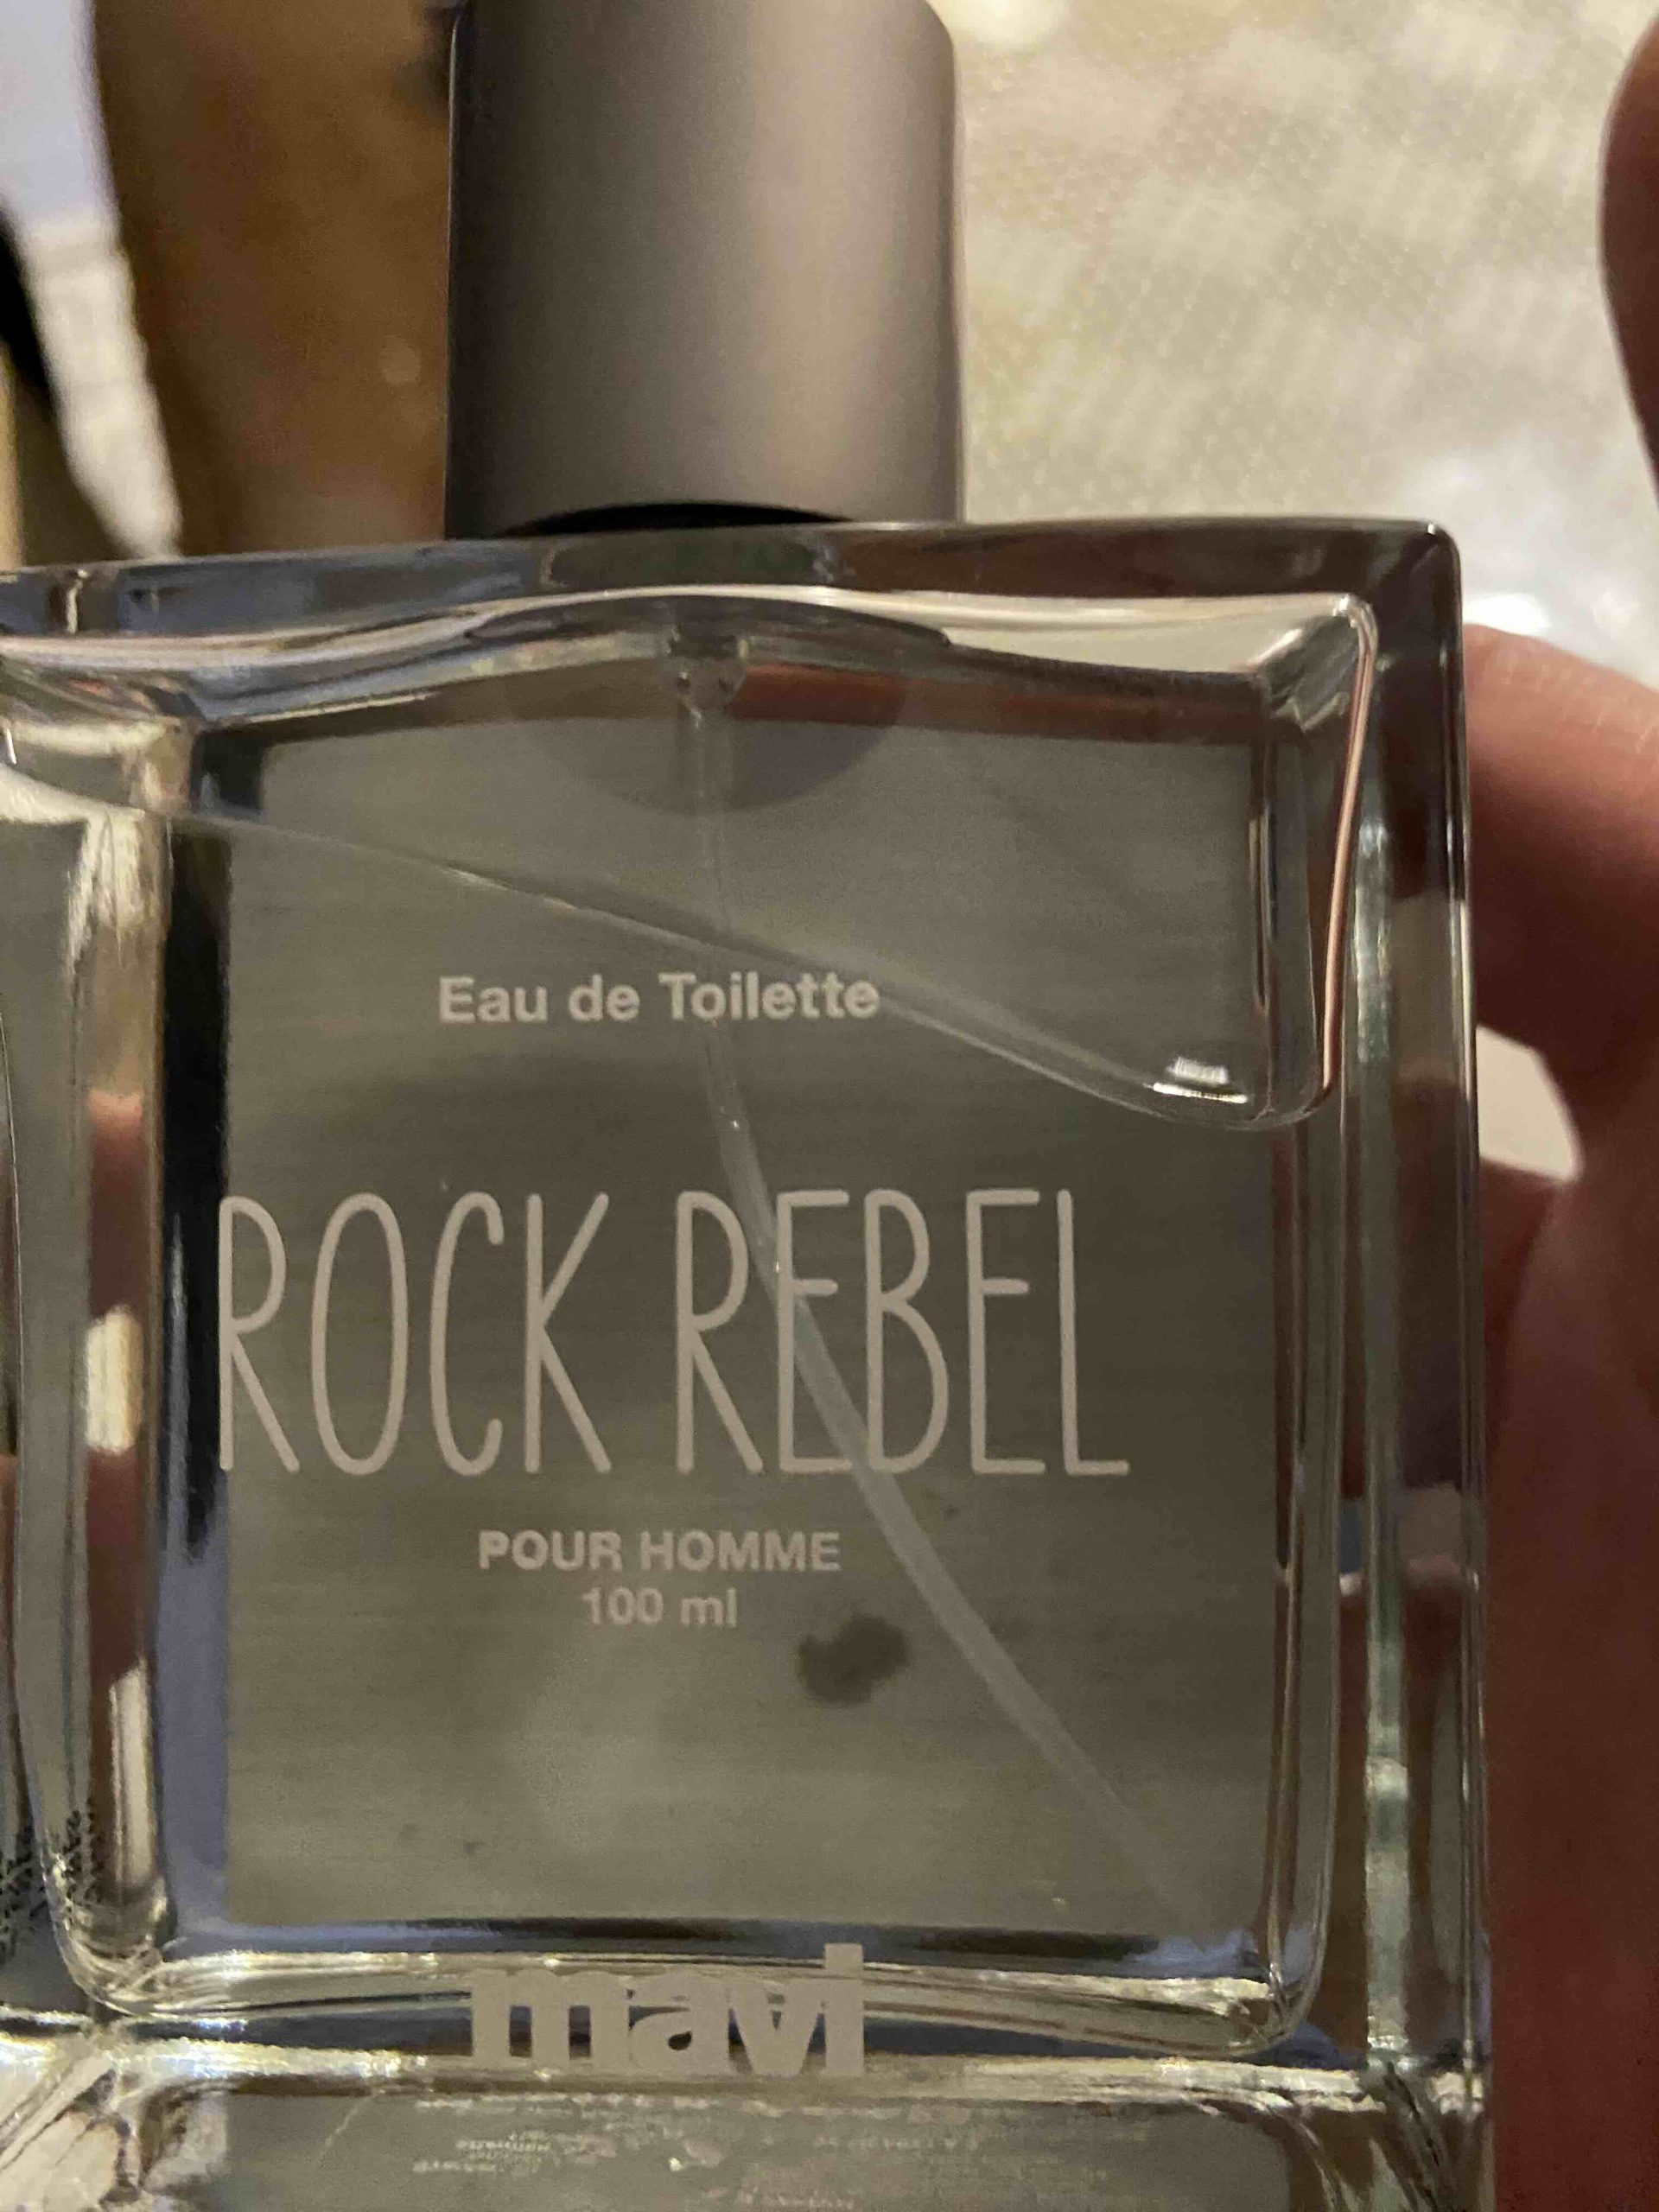 Eau de Toilette
ROCK REBEL
POUR HOMME
100 ml
mavi